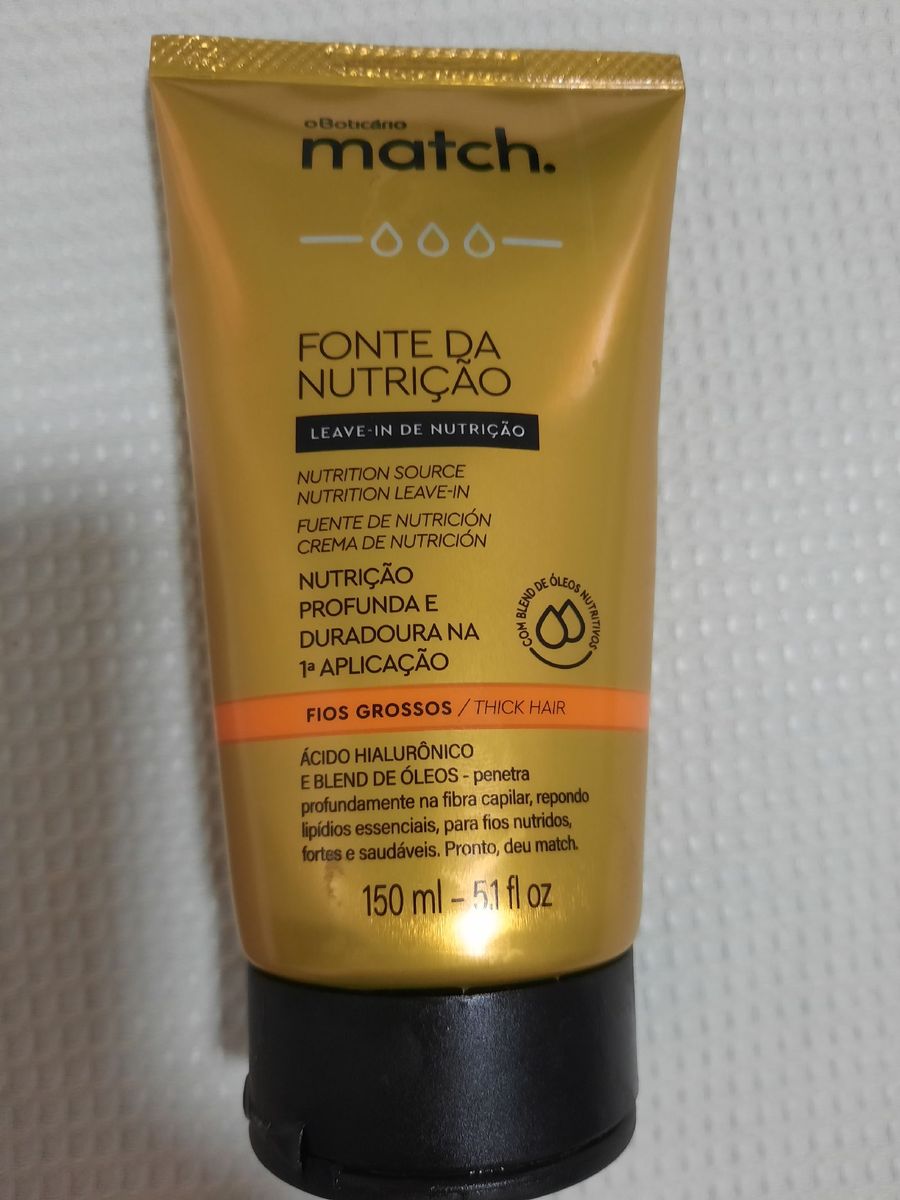 oBoticário
match.
FONTE DA
NUTRIÇÃO
LEAVE-IN DE NUTRIÇÃO
NUTRITION SOURCE
NUTRITION LEAVE-IN
FUENTE DE NUTRICIÓN
CREMA DE NUTRICIÓN
NUTRIÇÃO
PROFUNDA E
DURADOURA NA
1ª APLICAÇÃO
COM BLEND DE ÓLEOS NUTRITIVOS
FIOS GROSSOS / THICK HAIR
ÁCIDO HIALURÔNICO
E BLEND DE ÓLEOS - penetra
profundamente na fibra capilar, repondo
lipídios essenciais, para fios nutridos,
fortes e saudáveis. Pronto, deu match.
150 ml – 5.1 fl oz